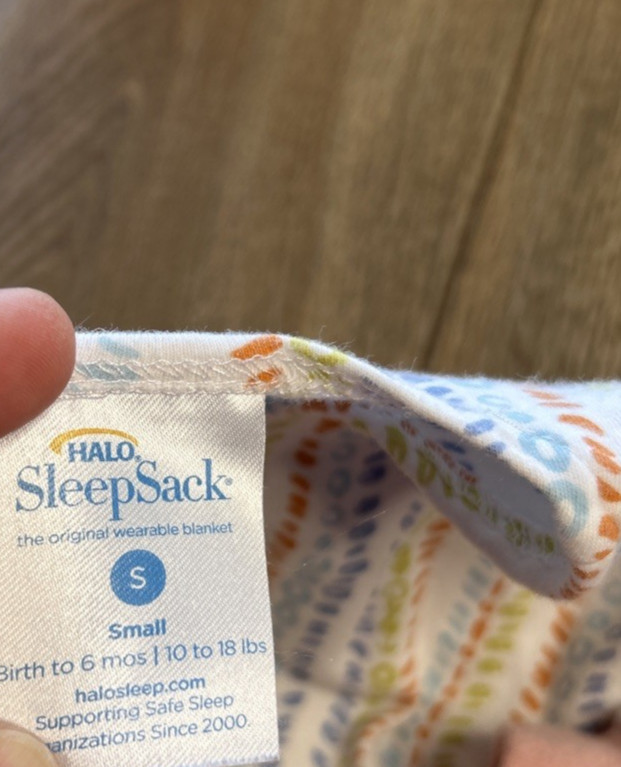 HALO®
SleepSack®
the original wearable blanket
S
Small
Birth to 6 mos | 10 to 18 lbs
halosleep.com
Supporting Safe Sleep
anizations Since 2000.